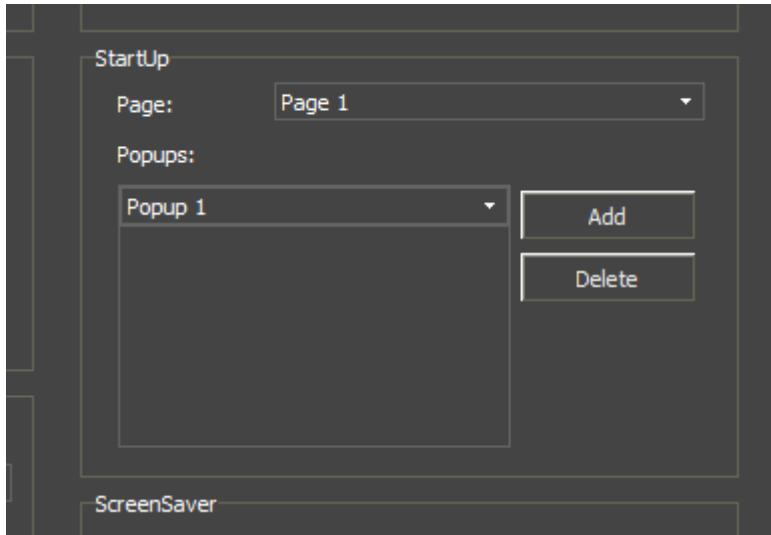 StartUp
Page: Page 1
Popups:
Popup 1
Add
Delete
ScreenSaver